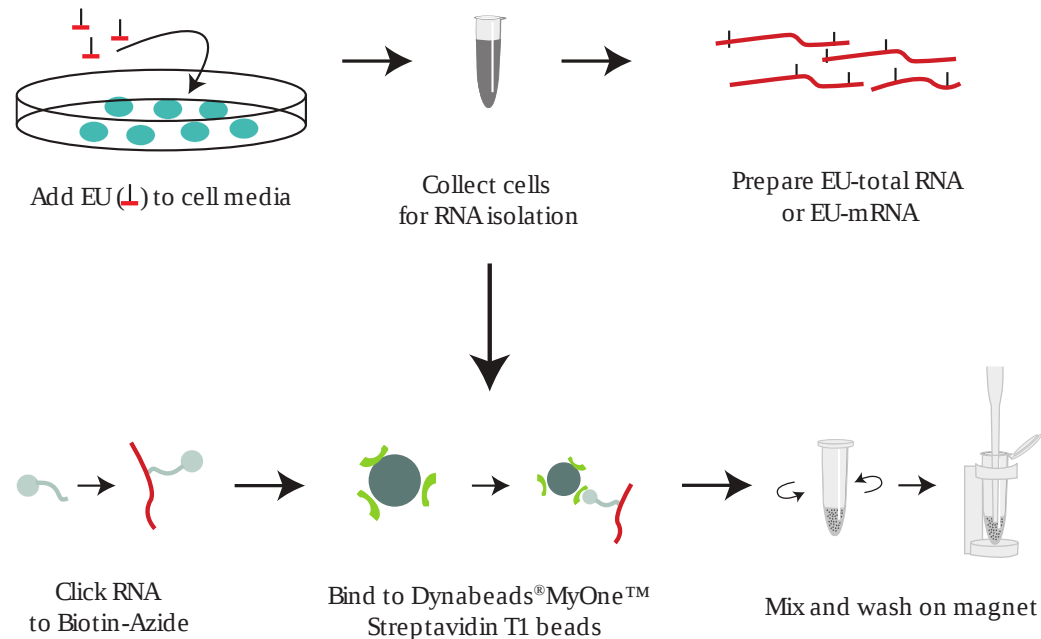 Add EU ( ) to cell media
Collect cells
for RNA isolation
Prepare EU-total RNA
or EU-mRNA
Click RNA
to Biotin-Azide
Bind to Dynabeads®MyOne™
Streptavidin T1 beads
Mix and wash on magnet